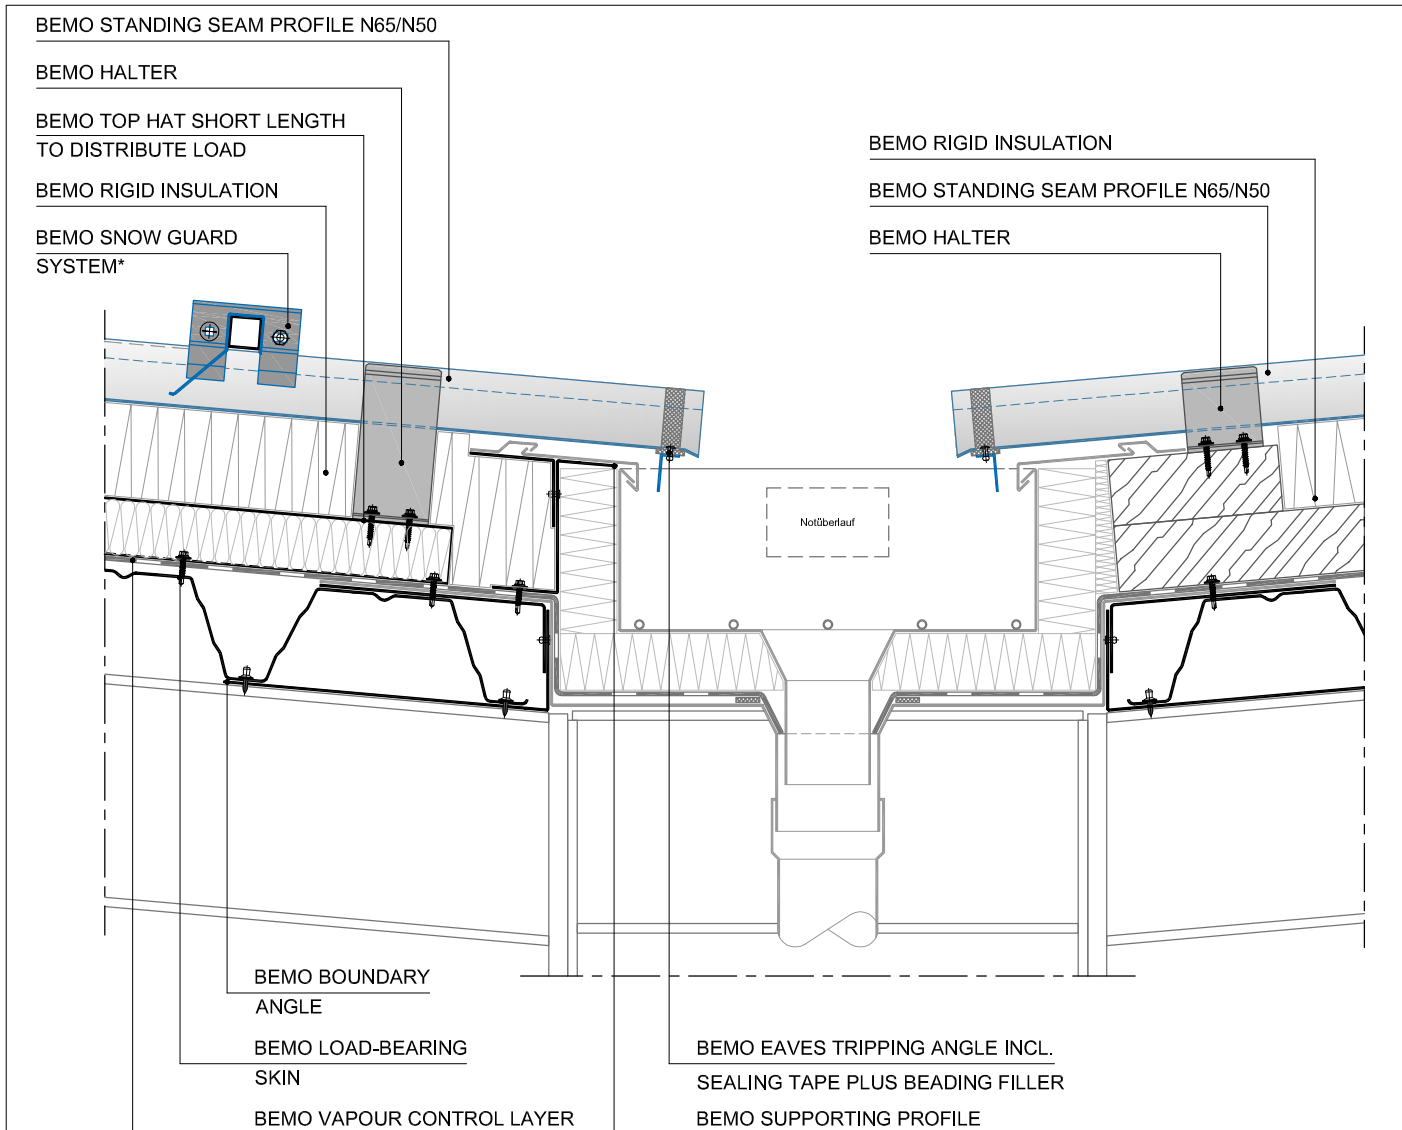 BEMO STANDING SEAM PROFILE N65/N50
BEMO HALTER
BEMO TOP HAT SHORT LENGTH
TO DISTRIBUTE LOAD
BEMO RIGID INSULATION
BEMO SNOW GUARD
SYSTEM*
BEMO RIGID INSULATION
BEMO STANDING SEAM PROFILE N65/N50
BEMO HALTER
Notüberlauf
BEMO BOUNDARY
ANGLE
BEMO LOAD-BEARING
SKIN
BEMO VAPOUR CONTROL LAYER
BEMO EAVES TRIPPING ANGLE INCL.
SEALING TAPE PLUS BEADING FILLER
BEMO SUPPORTING PROFILE